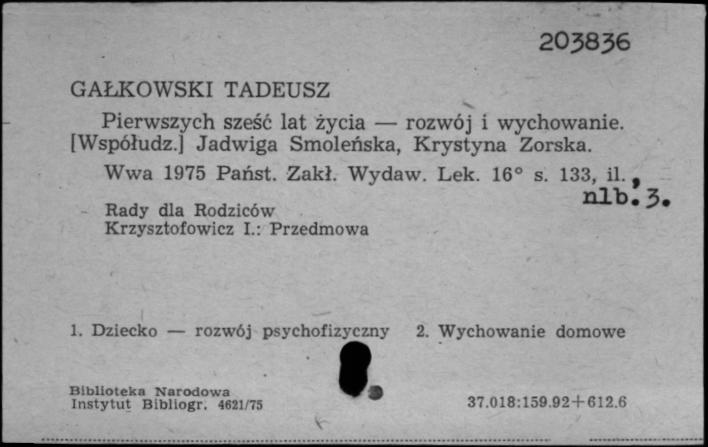 203836
GAŁKOWSKI TADEUSZ
Pierwszych sześć lat życia — rozwój i wychowanie.
[Współudz.] Jadwiga Smoleńska, Krystyna Zorska.
Wwa 1975 Państ. Zakł. Wydaw. Lek. 16° s. 133, il.,
nlb. 3.
Rady dla Rodziców
Krzysztofowicz I.: Przedmowa
1. Dziecko — rozwój psychofizyczny 2. Wychowanie domowe
Biblioteka Narodowa
Instytut Bibliogr. 4621/75
37.018:159.92+612.6